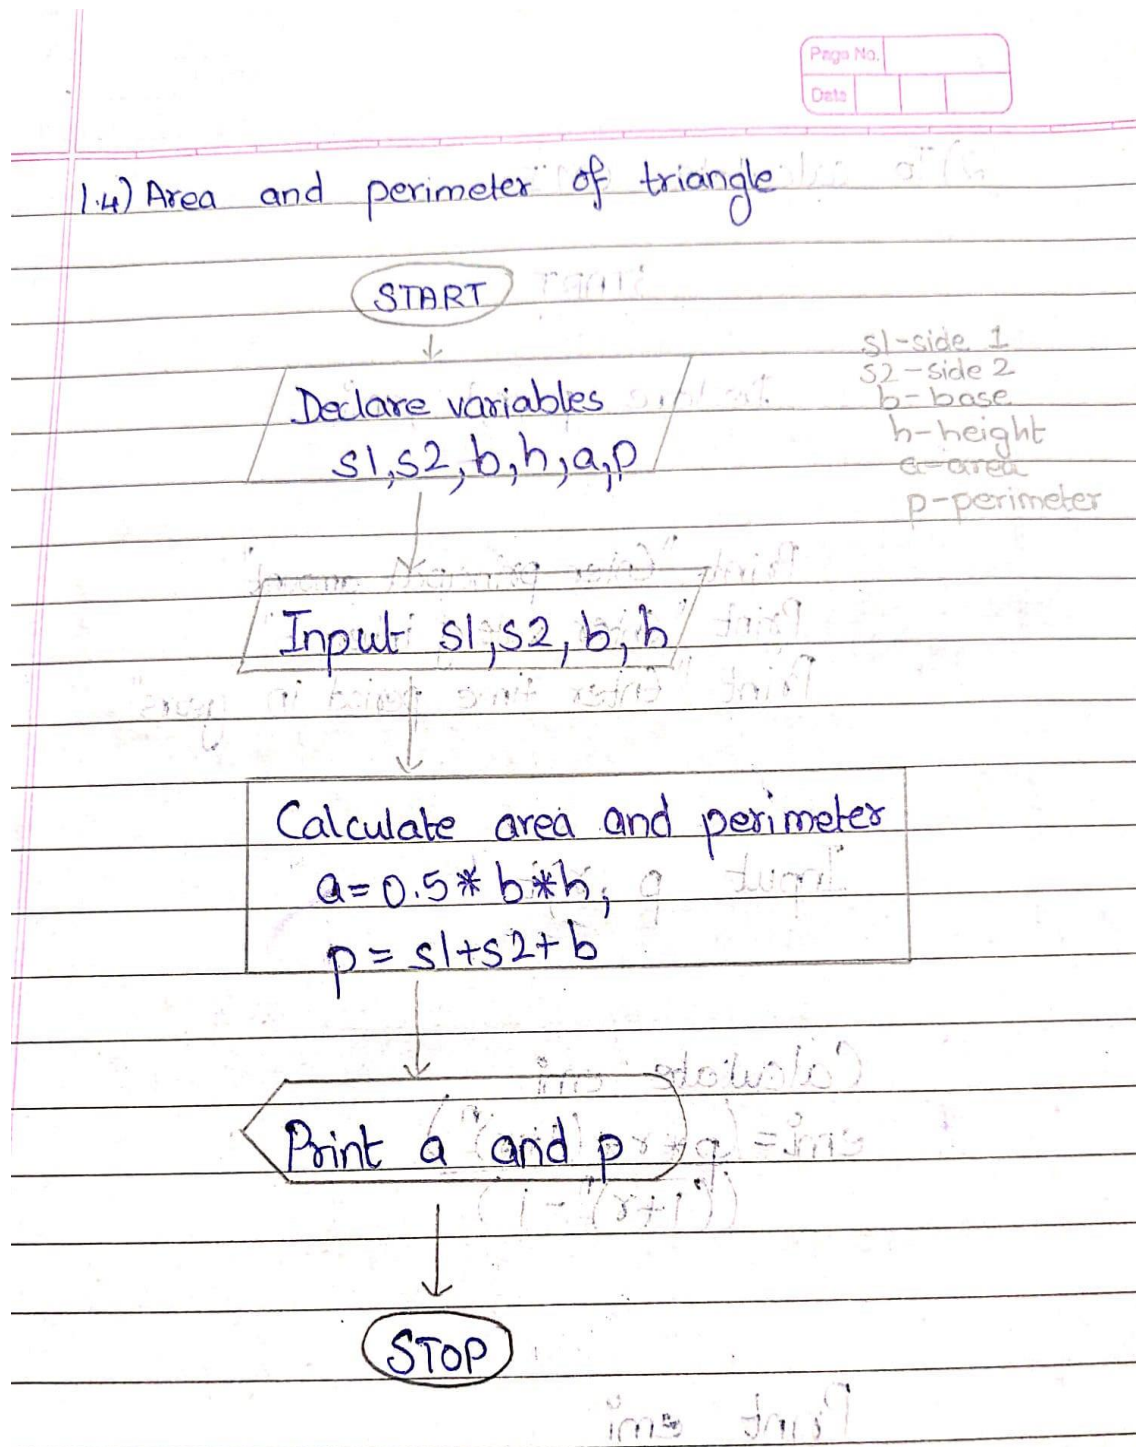 Page No.
Date
1.4) Area and perimeter of triangle
START
s1-side 1
s2-side 2
b-base
h-height
a-area
p-perimeter
Declare variables
s1,s2,b,h,a,p
Input s1,s2,b,h
Calculate area and perimeter
a=0.5*b*h;
p=s1+s2+b
Print a and p
STOP